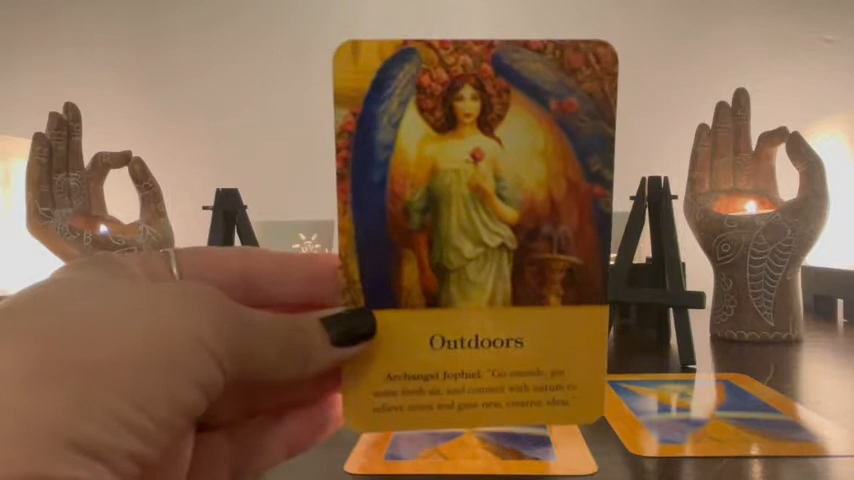 Outdoors
Archangel Jophiel: "Go outside, get
some fresh air, and connect with nature to
relieve stress and gain new, creative ideas."